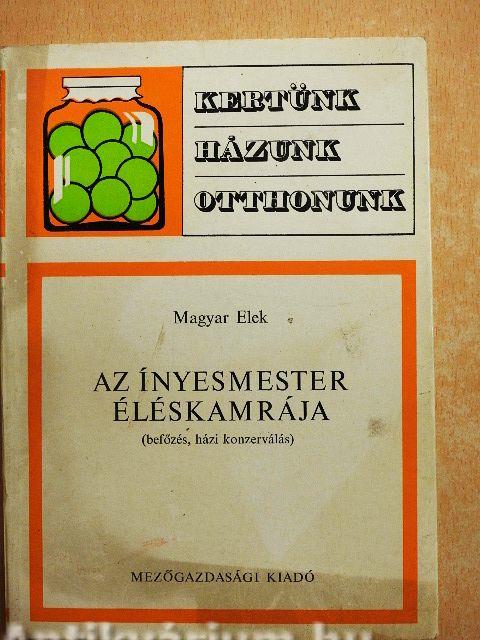 KERTÜNK
HÁZUNK
OTTHONUNK
Magyar Elek
AZ ÍNYESMESTER
ÉLÉSKAMRÁJA
(befőzés, házi konzerválás)
MEZŐGAZDASÁGI KIADÓ